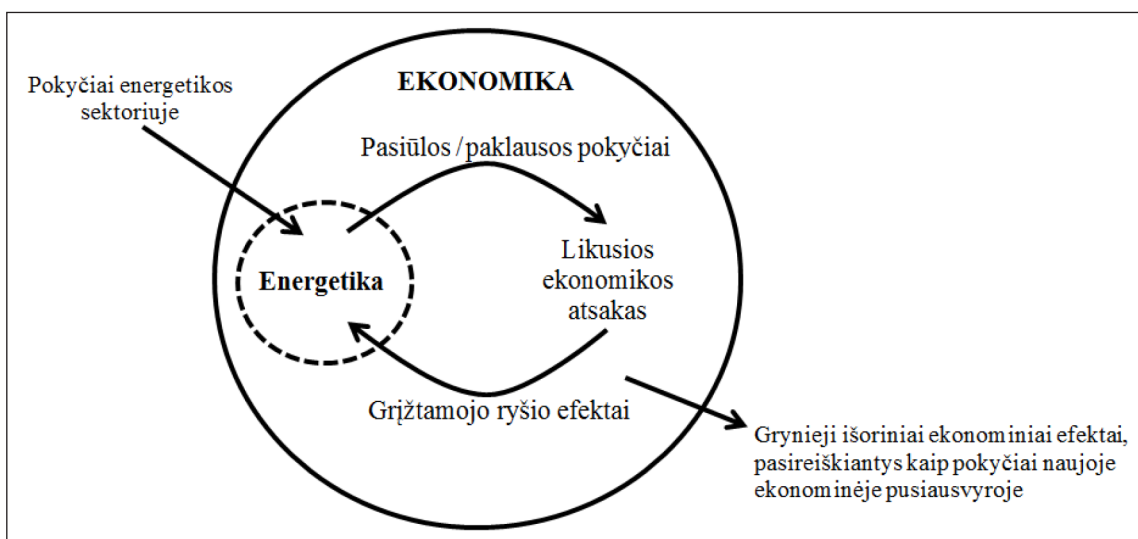 EKONOMIKA
Pokyčiai energetikos
sektoriuje
Pasiūlos / paklausos pokyčiai
Energetika
Likusios
ekonomikos
atsakas
Grįžtamojo ryšio efektai
Grynieji išoriniai ekonominiai efektai,
pasireiškiantys kaip pokyčiai naujoje
ekonominėje pusiausvyroje